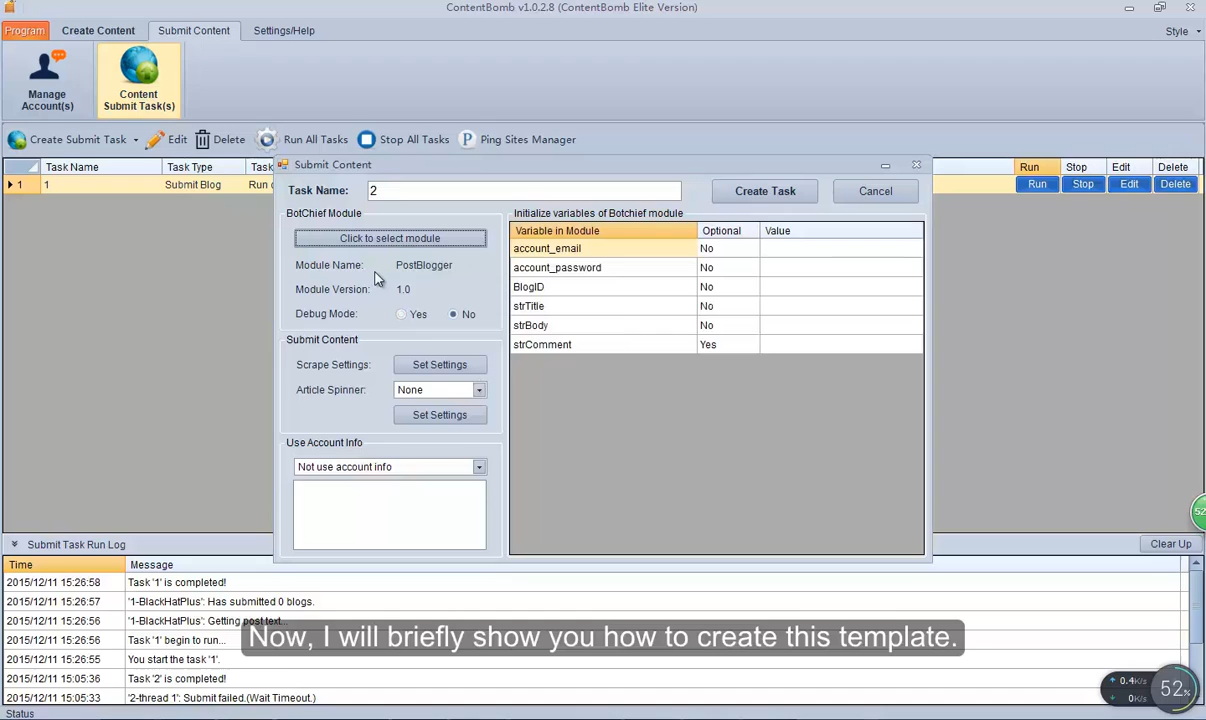 ContentBomb v1.0.2.8 (ContentBomb Elite Version)
Program Create Content Submit Content Settings/Help Style
Manage Account(s)
Content Submit Task(s)
Create Submit Task Edit Delete Run All Tasks Stop All Tasks P Ping Sites Manager
Task Name Task Type Run Stop Edit Delete
1 1 Submit Blog Run Stop Edit Delete
Submit Content
Task Name: 2 Create Task Cancel
BotChief Module
Click to select module
Module Name: PostBlogger
Module Version: 1.0
Debug Mode: Yes No
Submit Content
Scrape Settings: Set Settings
Article Spinner: None
Set Settings
Use Account Info
Not use account info
Initialize variables of Botchief module
Variable in Module Optional Value
account_email No
account_password No
BlogID No
strTitle No
strBody No
strComment Yes
52
Submit Task Run Log Clear Up
Time Message
2015/12/11 15:26:58 Task '1' is completed!
2015/12/11 15:26:57 '1-BlackHatPlus': Has submitted 0 blogs.
2015/12/11 15:26:56 '1-BlackHatPlus': Getting post text...
2015/12/11 15:26:56 Task '1' begin to run...
2015/12/11 15:26:55 You start the task '1'.
2015/12/11 15:05:36 Task '2' is completed!
2015/12/11 15:05:33 '2-thread 1': Submit failed.(Wait Timeout.)
Now, I will briefly show you how to create this template.
0.4K/s
0K/s
52%
Status